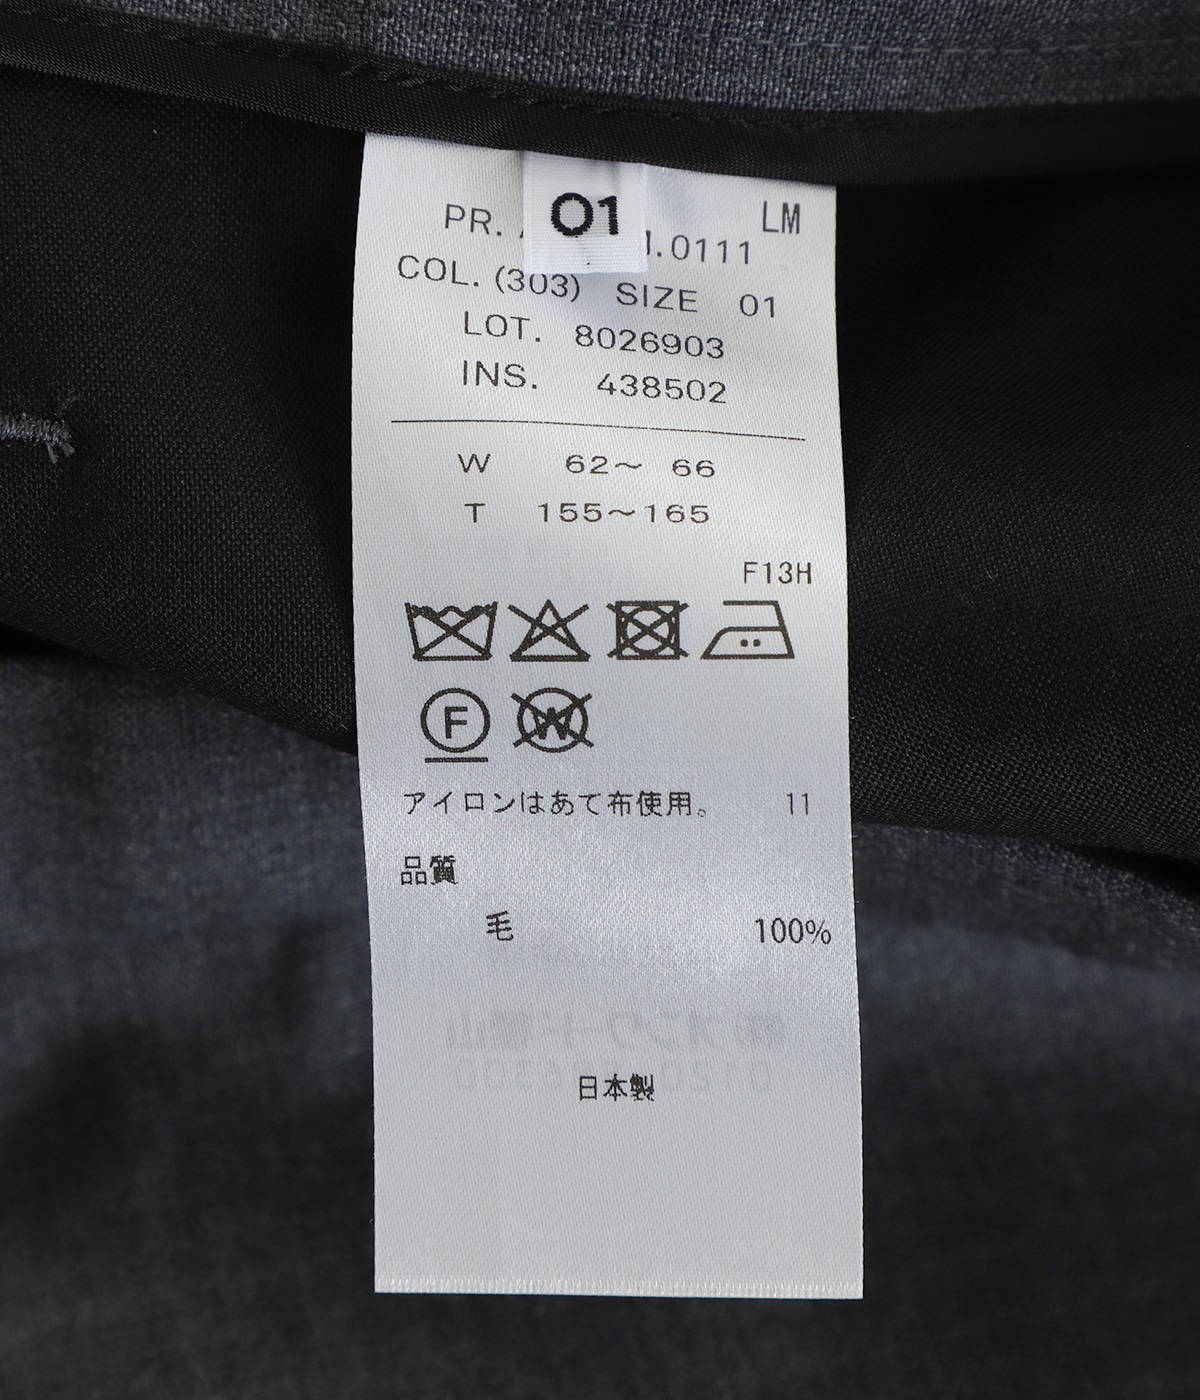 01
LM
PR. .0111
COL. (303) SIZE 01
LOT. 8026903
INS. 438502
W 62～ 66
T 155～165
F13H
F W
アイロンはあて布使用。 11
品質
毛 100%
日本製